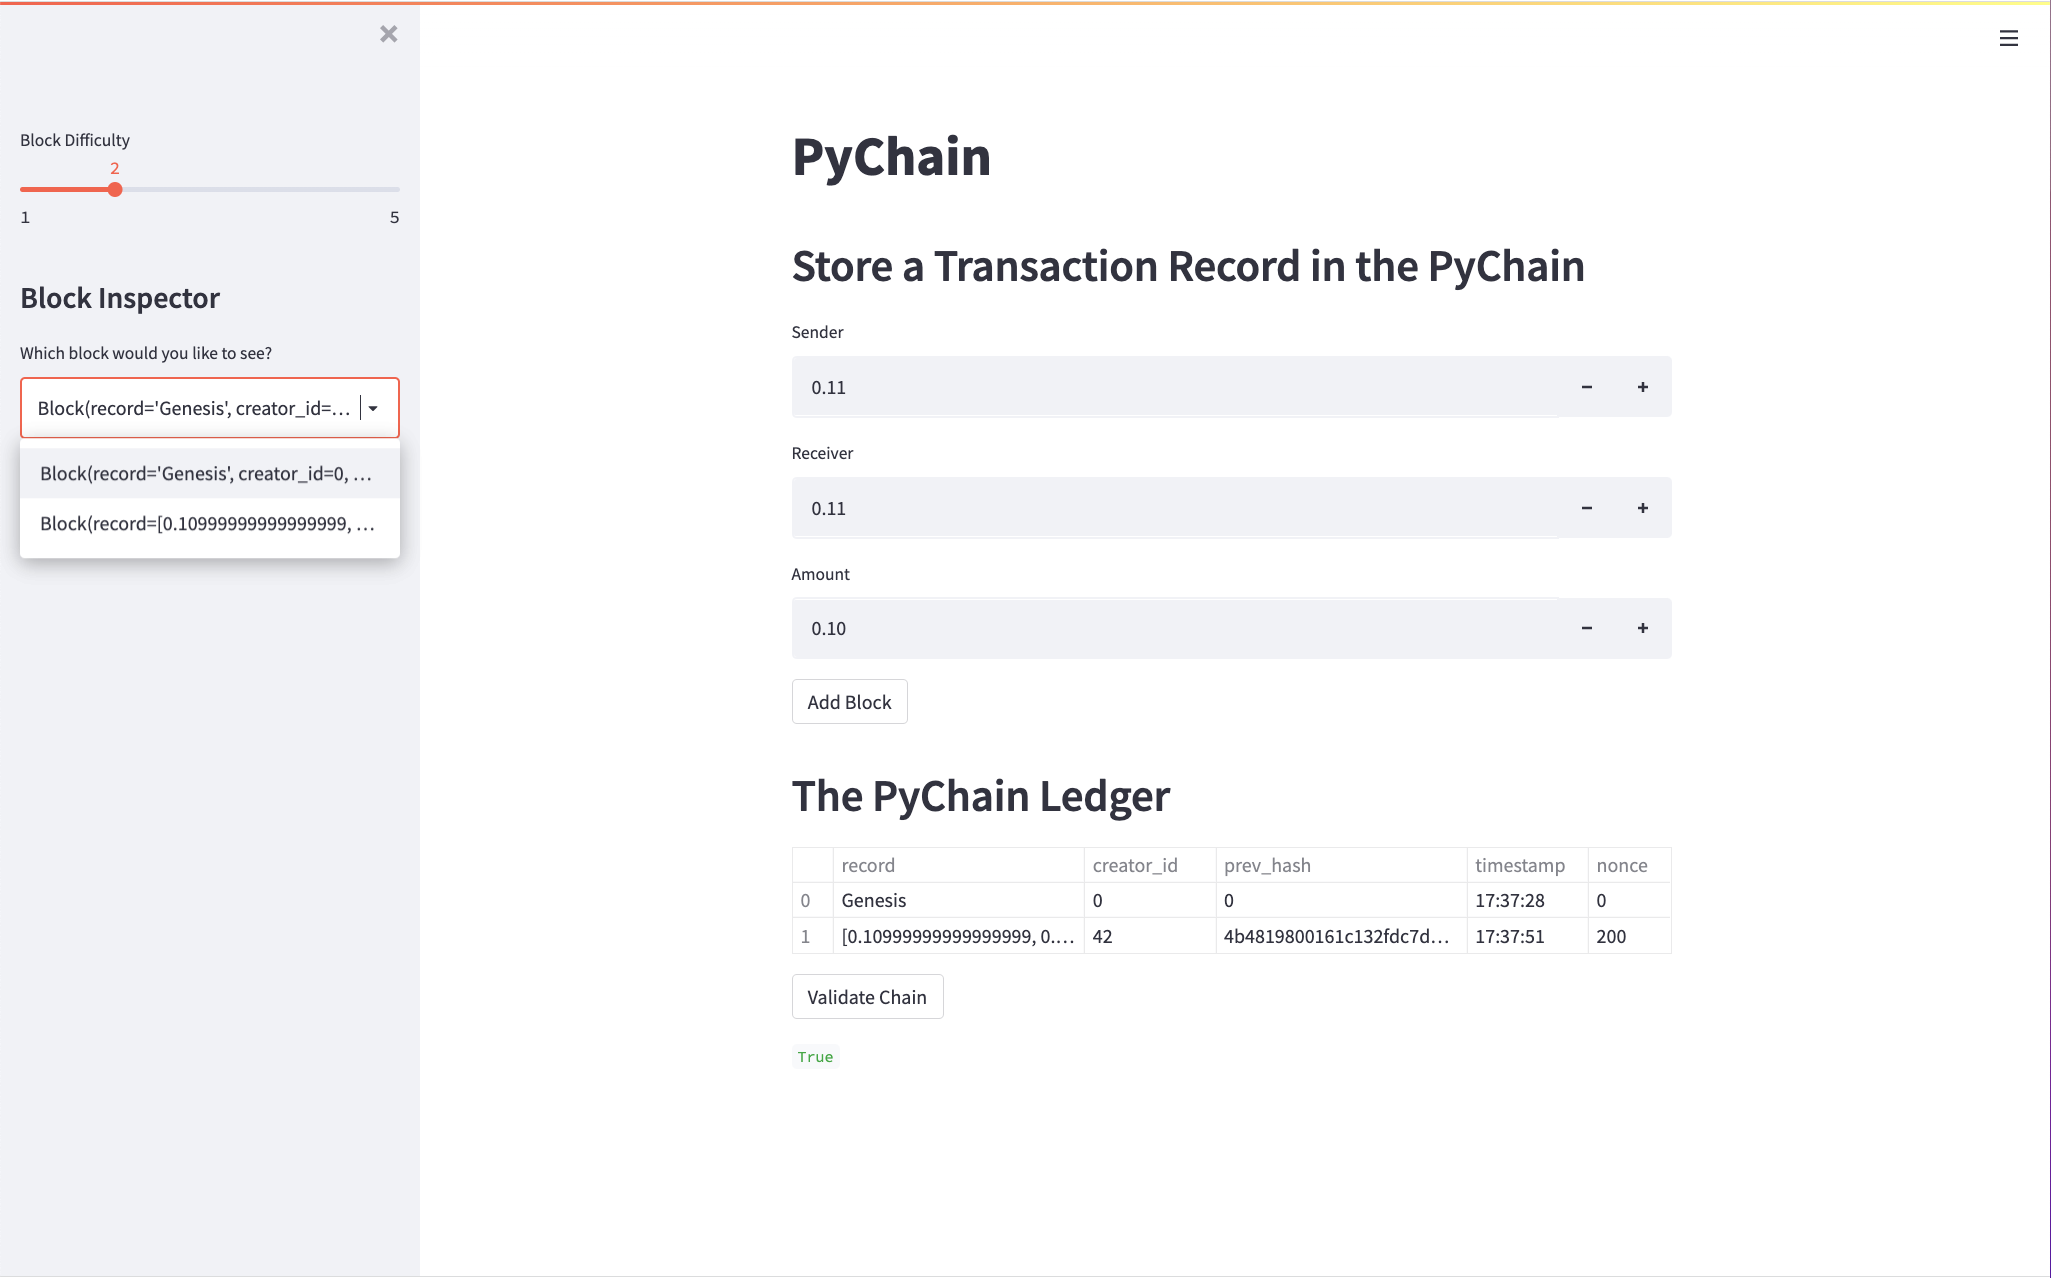 Block Difficulty
2
1 5
Block Inspector
Which block would you like to see?
Block(record='Genesis', creator_id=...
Block(record='Genesis', creator_id=0, ...
Block(record=[0.10999999999999999, ...
PyChain
Store a Transaction Record in the PyChain
Sender
0.11 − +
Receiver
0.11 − +
Amount
0.10 − +
Add Block
The PyChain Ledger
record creator_id prev_hash timestamp nonce
0 Genesis 0 0 17:37:28 0
1 [0.10999999999999999, 0.... 42 4b4819800161c132fdc7d... 17:37:51 200
Validate Chain
True